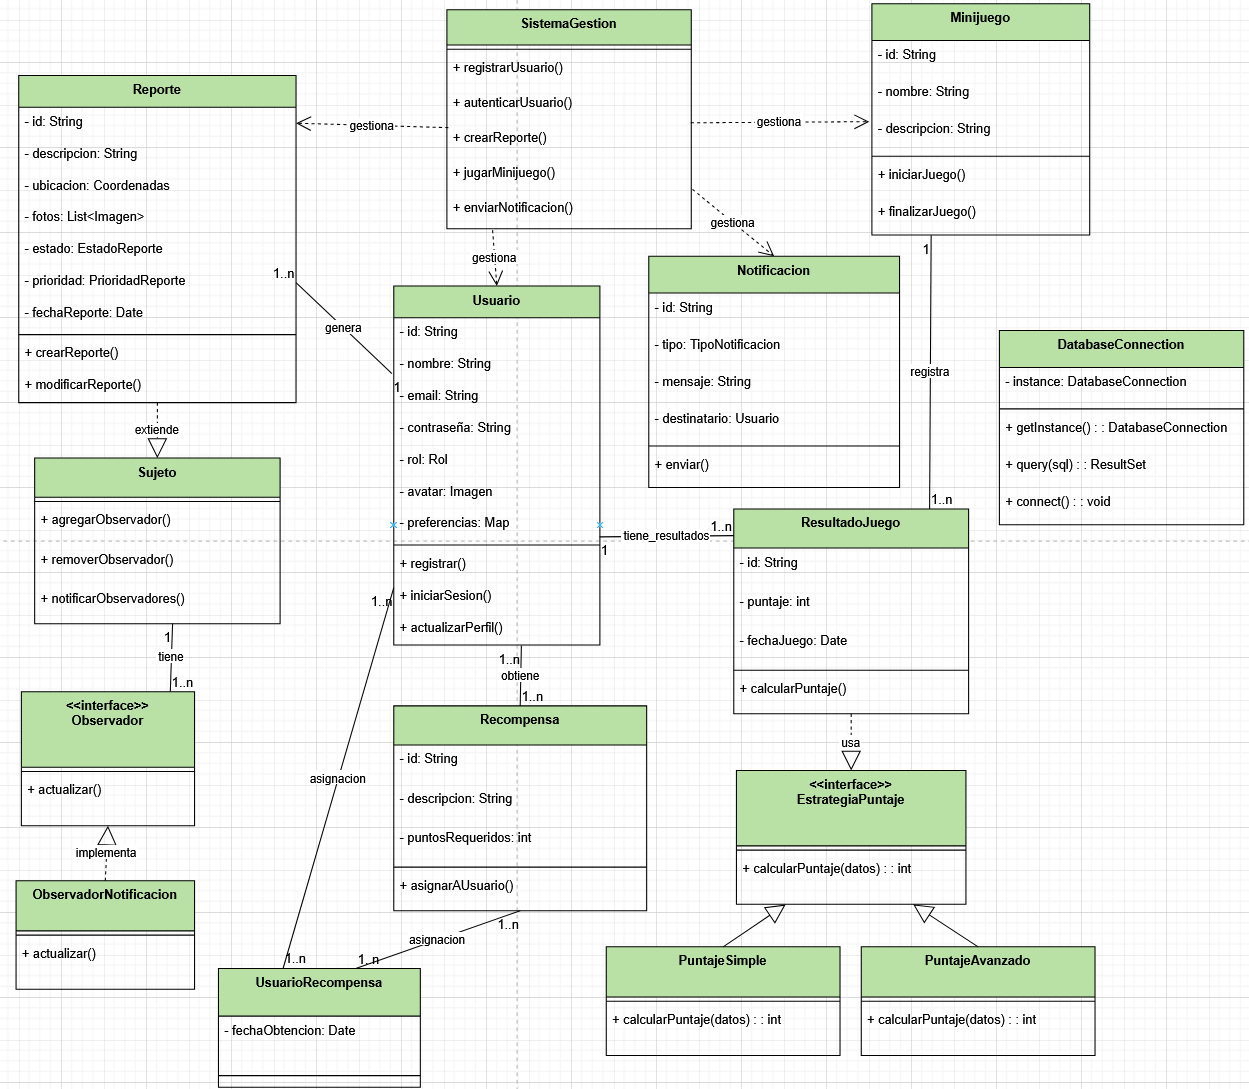 SistemaGestion
+ registrarUsuario()
+ autenticarUsuario()
+ crearReporte()
+ jugarMinijuego()
+ enviarNotificacion()
Minijuego
- id: String
- nombre: String
- descripcion: String
+ iniciarJuego()
+ finalizarJuego()
Reporte
- id: String
- descripcion: String
- ubicacion: Coordenadas
- fotos: List<Imagen>
- estado: EstadoReporte
- prioridad: PrioridadReporte
- fechaReporte: Date
+ crearReporte()
+ modificarReporte()
gestiona
gestiona
gestiona
gestiona
1..n
genera
1
Usuario
- id: String
- nombre: String
- email: String
- contraseña: String
- rol: Rol
- avatar: Imagen
- preferencias: Map
+ registrar()
+ iniciarSesion()
+ actualizarPerfil()
Notificacion
- id: String
- tipo: TipoNotificacion
- mensaje: String
- destinatario: Usuario
+ enviar()
1
registra
1..n
DatabaseConnection
- instance: DatabaseConnection
+ getInstance() : : DatabaseConnection
+ query(sql) : : ResultSet
+ connect() : : void
extiende
Sujeto
+ agregarObservador()
+ removerObservador()
+ notificarObservadores()
1
tiene
1..n
1
tiene_resultados
1..n
ResultadoJuego
- id: String
- puntaje: int
- fechaJuego: Date
+ calcularPuntaje()
<<interface>>
Observador
+ actualizar()
implementa
ObservadorNotificacion
+ actualizar()
1..n
asignacion
1..n
1..n
obtiene
1..n
Recompensa
- id: String
- descripcion: String
- puntosRequeridos: int
+ asignarAUsuario()
1..n
asignacion
1..n
UsuarioRecompensa
- fechaObtencion: Date
usa
<<interface>>
EstrategiaPuntaje
+ calcularPuntaje(datos) : : int
PuntajeSimple
+ calcularPuntaje(datos) : : int
PuntajeAvanzado
+ calcularPuntaje(datos) : : int